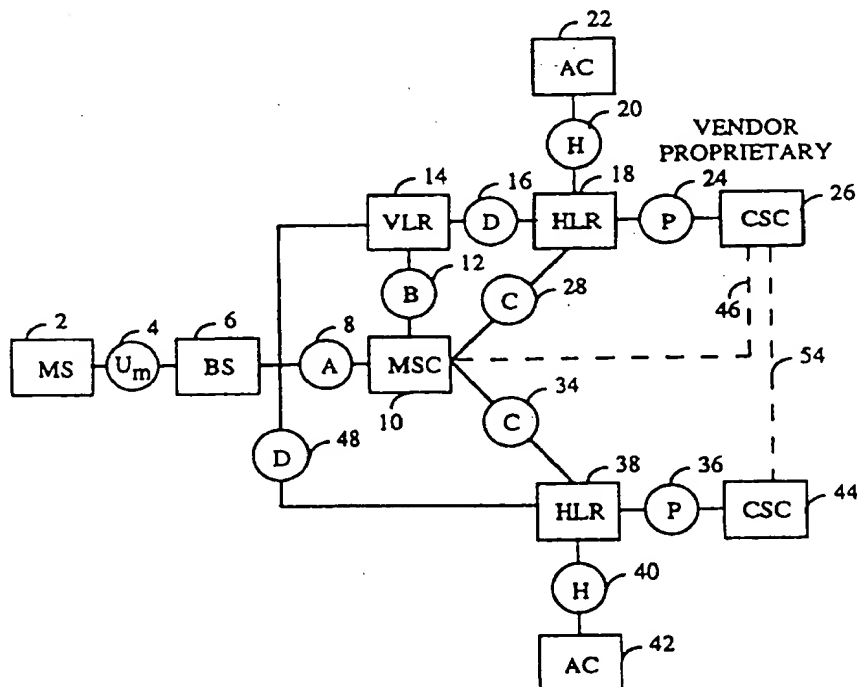 22
AC
20
H
VENDOR
PROPRIETARY
14
16
18
24
26
VLR
D
HLR
P
CSC
12
B
28
C
46
2
4
6
8
MS
Um
BS
A
MSC
10
54
34
C
D
48
38
36
HLR
P
CSC
44
H
40
AC
42